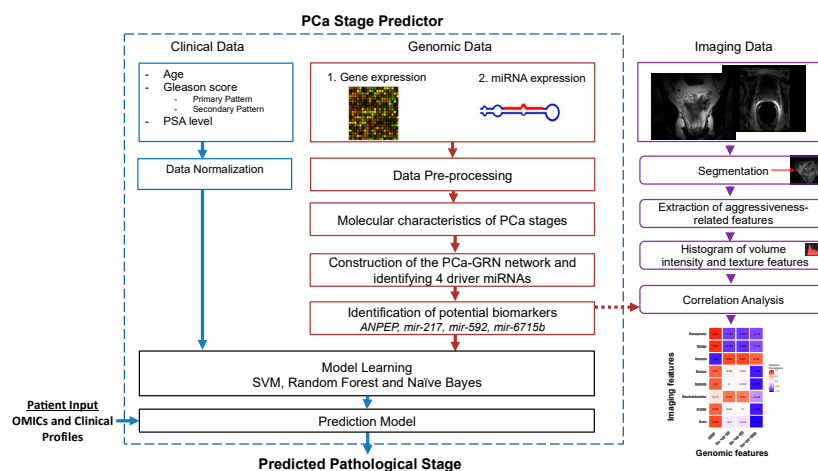 PCa Stage Predictor
Clinical Data
- Age
- Gleason score
- Primary Pattern
- Secondary Pattern
- PSA level
Data Normalization
Genomic Data
1. Gene expression
2. miRNA expression
Data Pre-processing
Molecular characteristics of PCa stages
Construction of the PCa-GRN network and
identifying 4 driver miRNAs
Identification of potential biomarkers
ANPEP, mir-217, mir-592, mir-6715b
Model Learning
SVM, Random Forest and Naïve Bayes
Patient Input
OMICs and Clinical
Profiles
Prediction Model
Predicted Pathological Stage
Imaging Data
Segmentation
Extraction of aggressiveness-
related features
Histogram of volume
intensity and texture features
Correlation Analysis
Imaging features
Genomic features